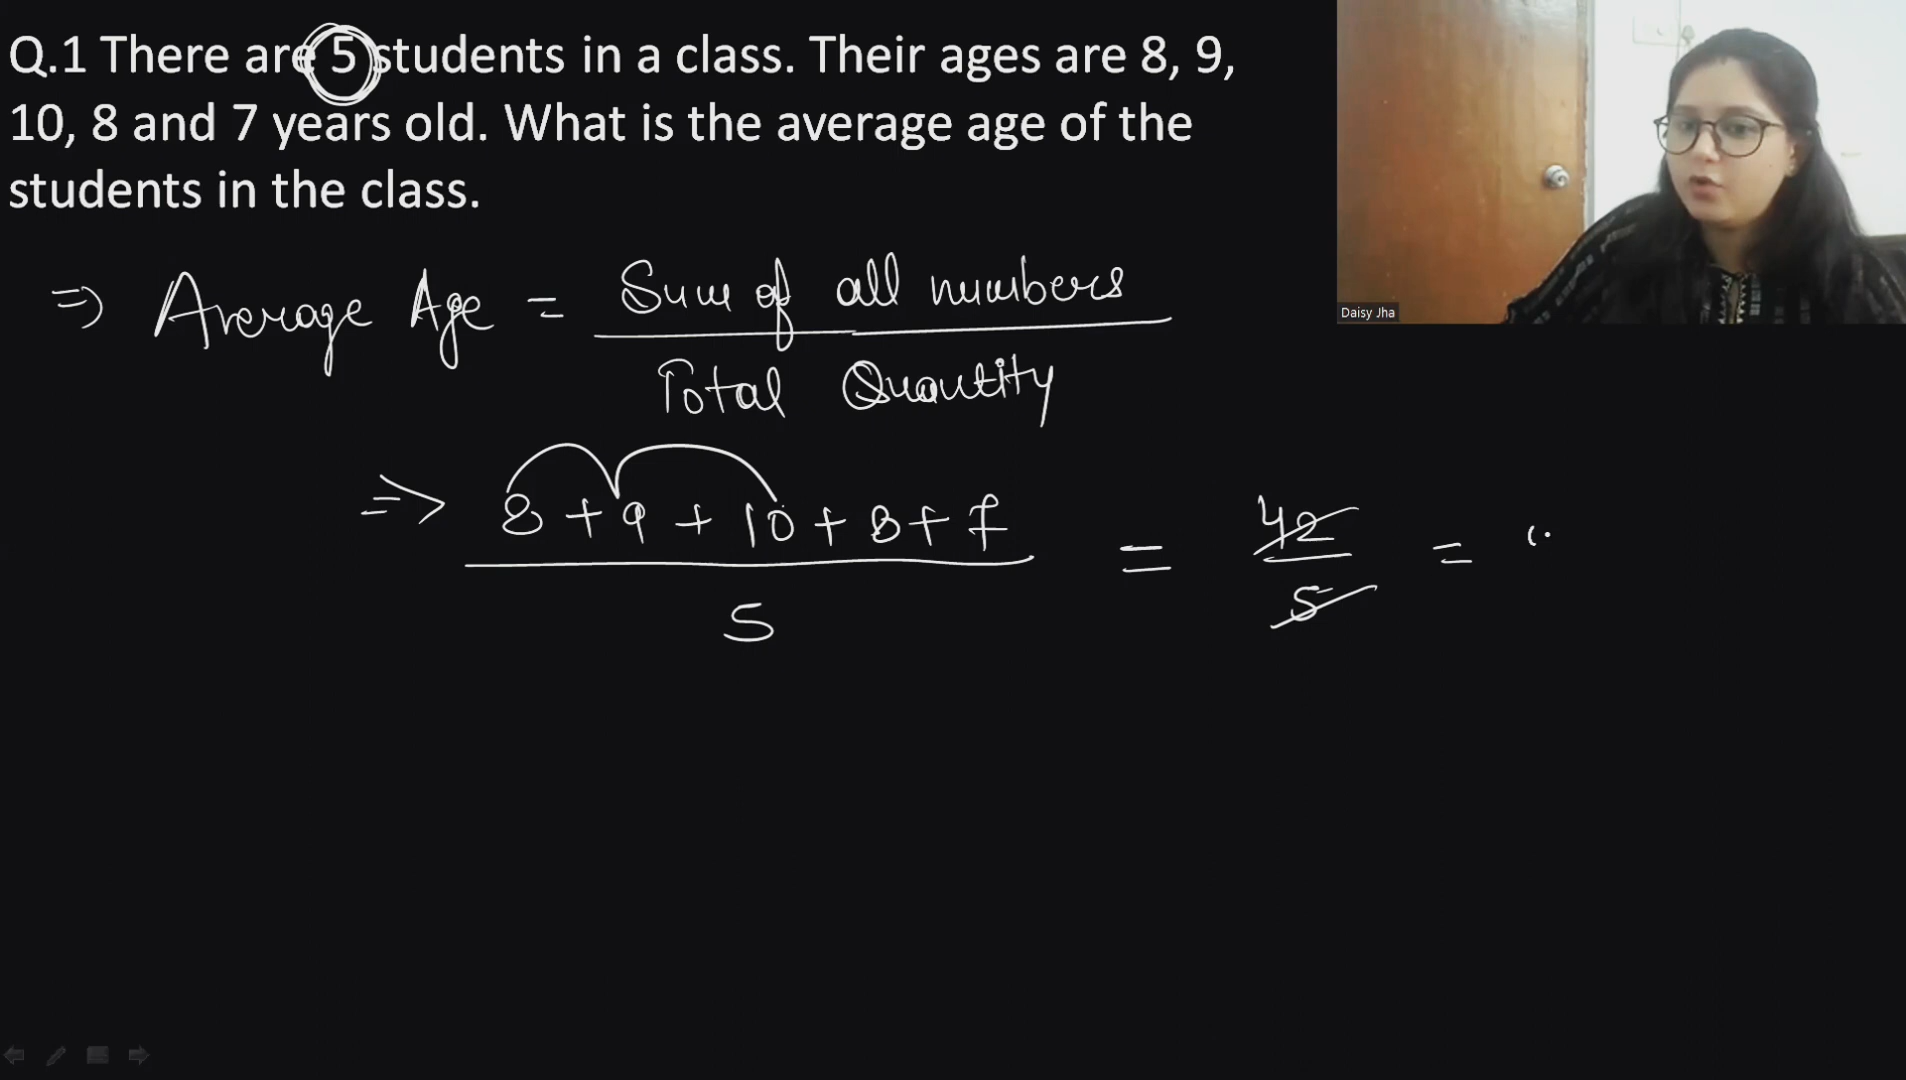 Q.1 There are 5 students in a class. Their ages are 8, 9,
10, 8 and 7 years old. What is the average age of the
students in the class.
Daisy Jha
=> Average Age = Sum of all numbers
Total Quantity
=> 8 + 9 + 10 + 8 + 7
5
= 42
5
=